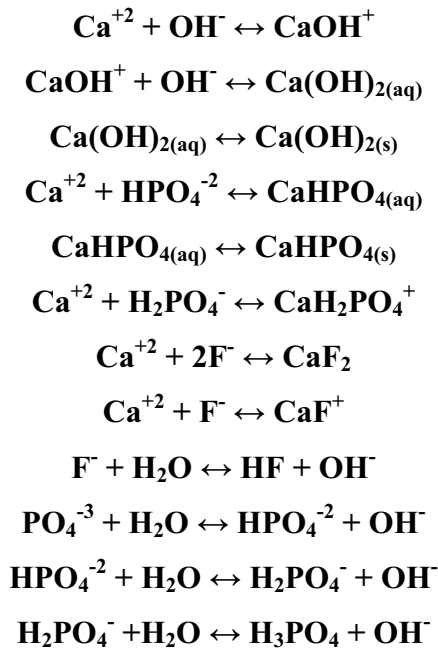 Ca⁺² + OH⁻ ↔ CaOH⁺
CaOH⁺ + OH⁻ ↔ Ca(OH)₂₍aq₎
Ca(OH)₂₍aq₎ ↔ Ca(OH)₂₍s₎
Ca⁺² + HPO₄⁻² ↔ CaHPO₄₍aq₎
CaHPO₄₍aq₎ ↔ CaHPO₄₍s₎
Ca⁺² + H₂PO₄⁻ ↔ CaH₂PO₄⁺
Ca⁺² + 2F⁻ ↔ CaF₂
Ca⁺² + F⁻ ↔ CaF⁺
F⁻ + H₂O ↔ HF + OH⁻
PO₄⁻³ + H₂O ↔ HPO₄⁻² + OH⁻
HPO₄⁻² + H₂O ↔ H₂PO₄⁻ + OH⁻
H₂PO₄⁻ +H₂O ↔ H₃PO₄ + OH⁻